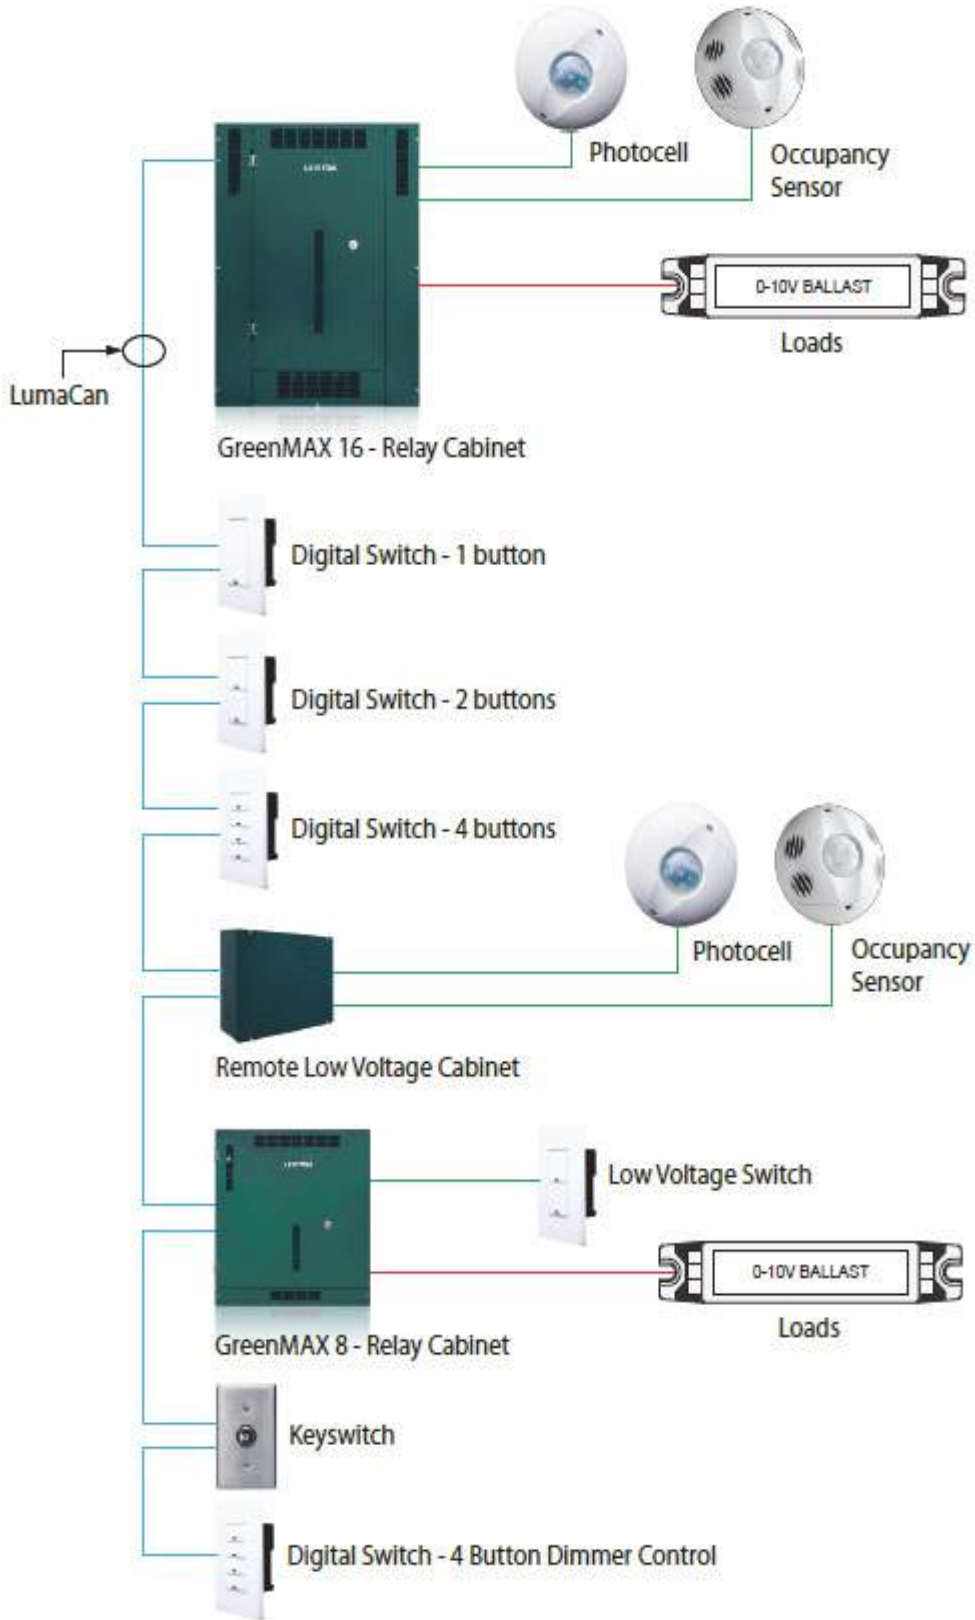 Photocell
Occupancy
Sensor
0-10V BALLAST
Loads
LumaCan
GreenMAX 16 - Relay Cabinet
Digital Switch - 1 button
Digital Switch - 2 buttons
Digital Switch - 4 buttons
Photocell
Occupancy
Sensor
Remote Low Voltage Cabinet
Low Voltage Switch
0-10V BALLAST
Loads
GreenMAX 8 - Relay Cabinet
Keyswitch
Digital Switch - 4 Button Dimmer Control